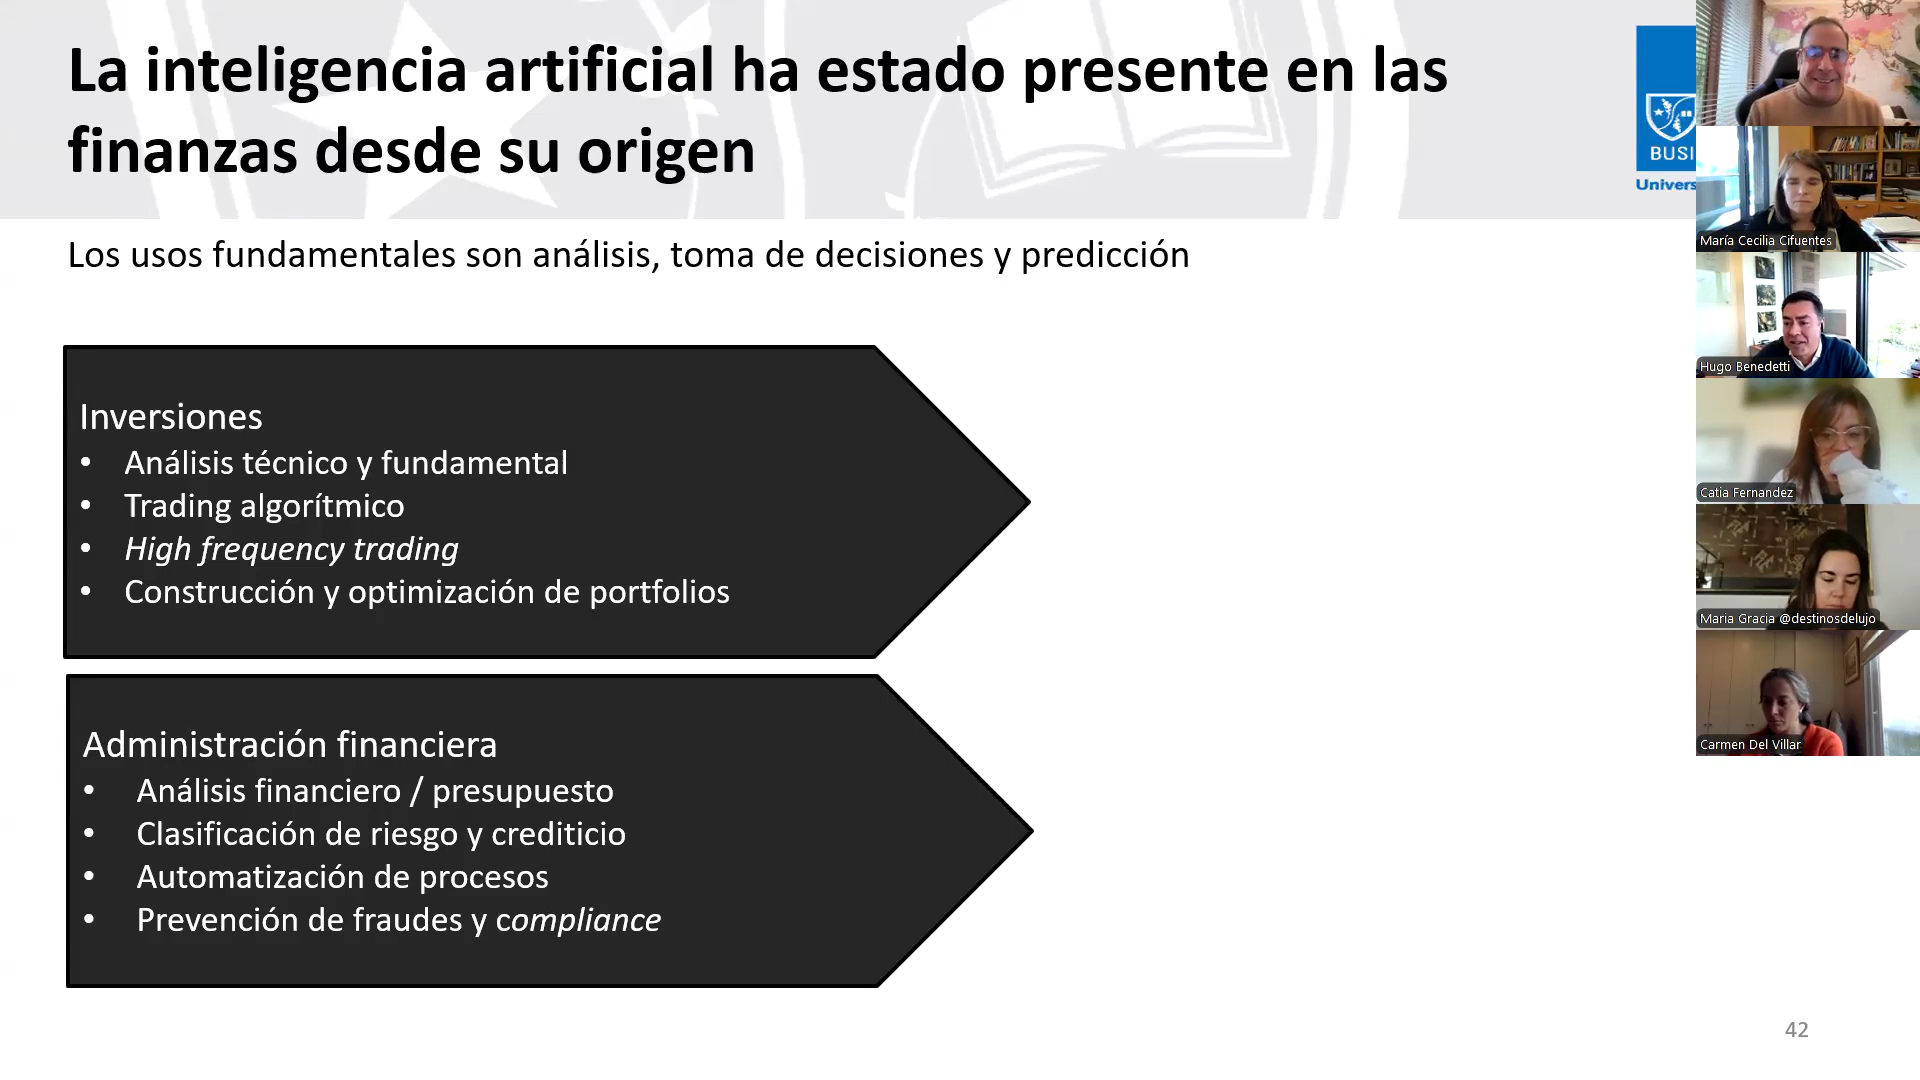 La inteligencia artificial ha estado presente en las
finanzas desde su origen
BUSI
Univers
Los usos fundamentales son análisis, toma de decisiones y predicción
Inversiones
• Análisis técnico y fundamental
• Trading algorítmico
• High frequency trading
• Construcción y optimización de portfolios
Administración financiera
• Análisis financiero / presupuesto
• Clasificación de riesgo y crediticio
• Automatización de procesos
• Prevención de fraudes y compliance
42
María Cecilia Cifuentes
Hugo Benedetti
Catia Fernandez
Maria Gracia @destinosdelujo
Carmen Del Villar